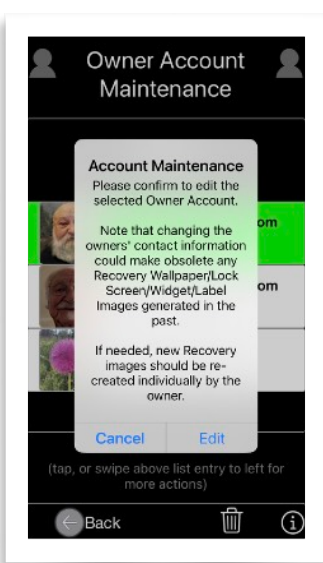 Owner Account
Maintenance
Account Maintenance
Please confirm to edit the
selected Owner Account.
Note that changing the
owners' contact information
could make obsolete any
Recovery Wallpaper/Lock
Screen/Widget/Label
Images generated in the
past.
If needed, new Recovery
images should be re-
created individually by the
owner.
om
om
Cancel
Edit
(tap, or swipe above list entry to left for
more actions)
Back